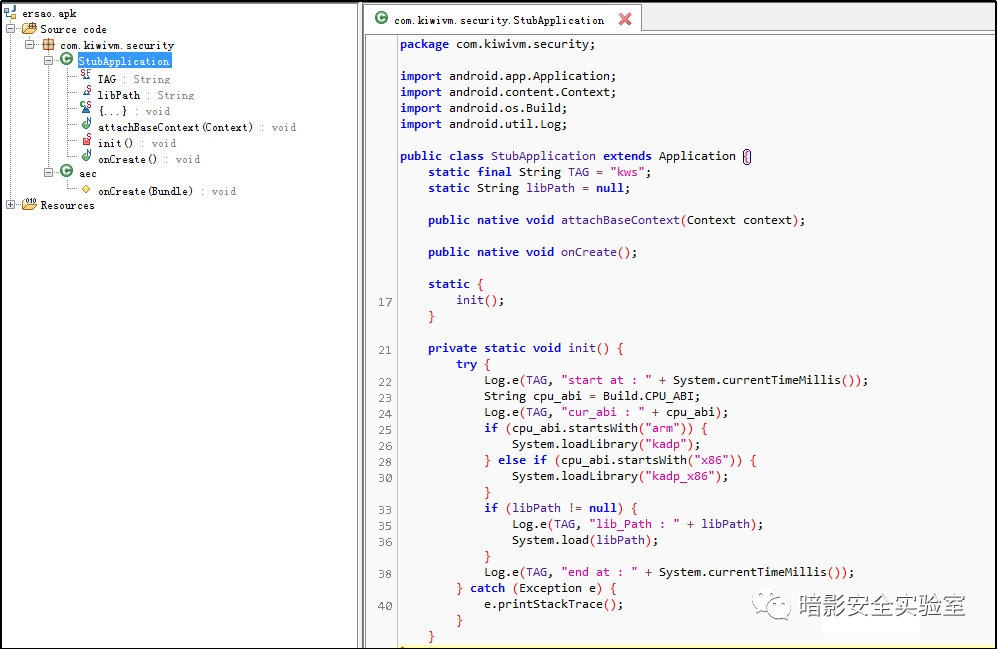 ersao.apk
Source code
com.kiwivm.security
StubApplication
TAG : String
libPath : String
{...} : void
attachBaseContext(Context) : void
init() : void
onCreate() : void
aec
onCreate(Bundle) : void
Resources
com.kiwivm.security.StubApplication
package com.kiwivm.security;
import android.app.Application;
import android.content.Context;
import android.os.Build;
import android.util.Log;
public class StubApplication extends Application {
static final String TAG = "kws";
static String libPath = null;
public native void attachBaseContext(Context context);
public native void onCreate();
static {
17 init();
}
21 private static void init() {
try {
22 Log.e(TAG, "start at : " + System.currentTimeMillis());
23 String cpu_abi = Build.CPU_ABI;
24 Log.e(TAG, "cur_abi : " + cpu_abi);
25 if (cpu_abi.startsWith("arm")) {
26 System.loadLibrary("kadp");
28 } else if (cpu_abi.startsWith("x86")) {
30 System.loadLibrary("kadp_x86");
}
33 if (libPath != null) {
35 Log.e(TAG, "lib_Path : " + libPath);
36 System.load(libPath);
}
38 Log.e(TAG, "end at : " + System.currentTimeMillis());
} catch (Exception e) {
40 e.printStackTrace();
}
}
暗影安全实验室